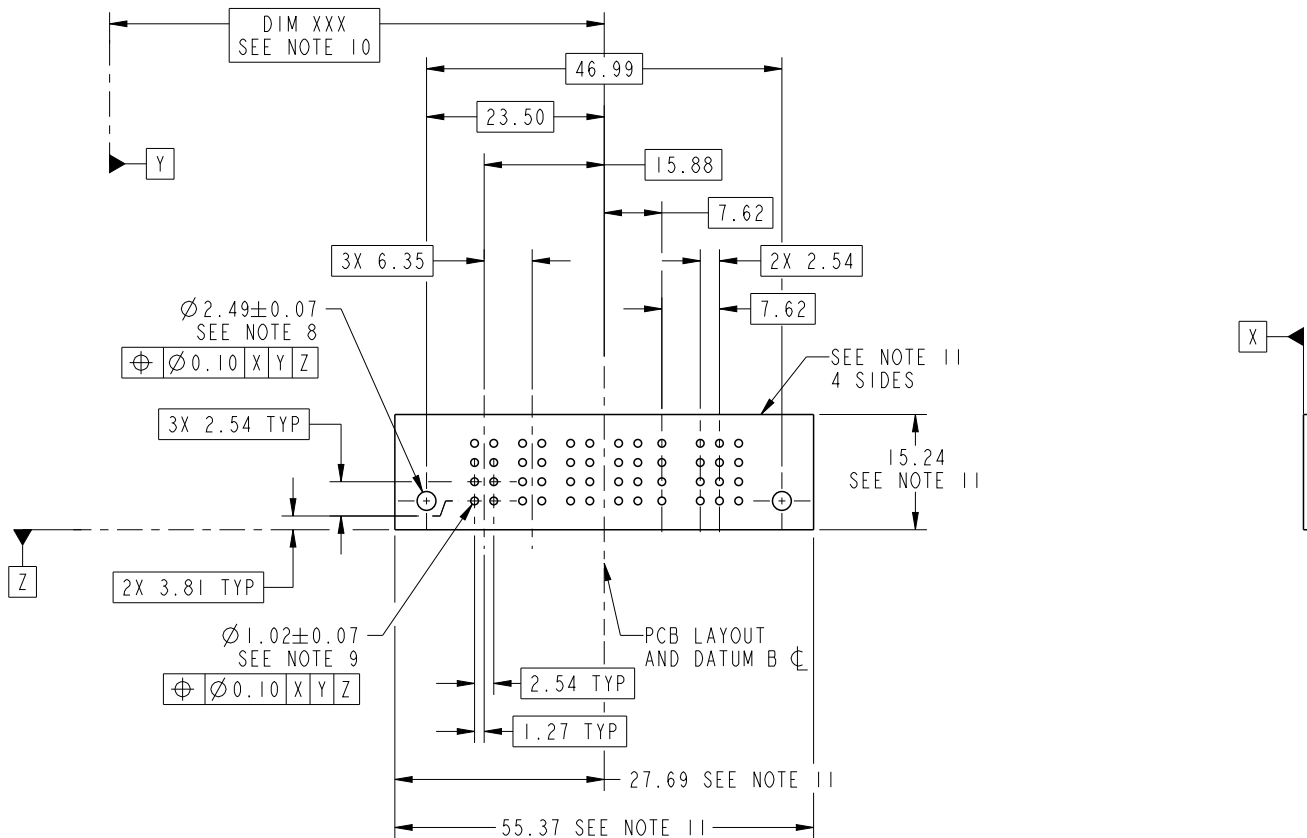 DIM XXX
SEE NOTE 10
46.99
23.50
Y
15.88
7.62
3X 6.35
2X 2.54
Ø2.49±0.07
SEE NOTE 8
7.62
⌖ Ø0.10 X Y Z
X
SEE NOTE 11
4 SIDES
3X 2.54 TYP
15.24
SEE NOTE 11
Z
2X 3.81 TYP
Ø1.02±0.07
SEE NOTE 9
⌖ Ø0.10 X Y Z
PCB LAYOUT
AND DATUM B ℄
2.54 TYP
1.27 TYP
27.69 SEE NOTE 11
55.37 SEE NOTE 11